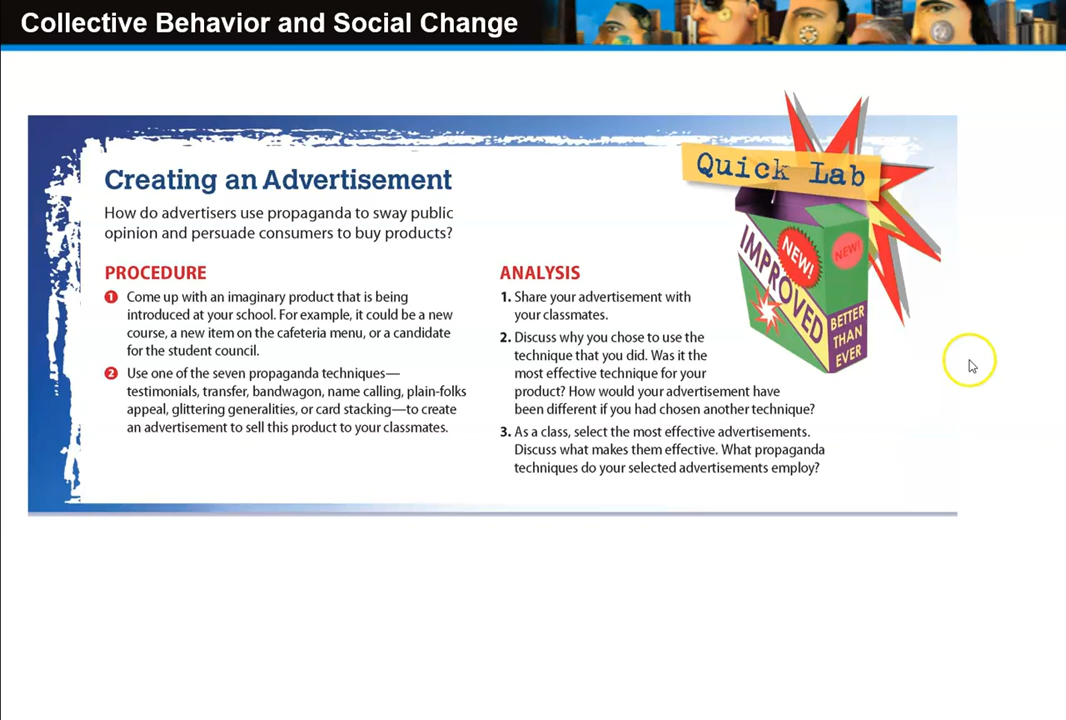 Collective Behavior and Social Change
Quick Lab
Creating an Advertisement
How do advertisers use propaganda to sway public
opinion and persuade consumers to buy products?
PROCEDURE
1 Come up with an imaginary product that is being
introduced at your school. For example, it could be a new
course, a new item on the cafeteria menu, or a candidate
for the student council.
2 Use one of the seven propaganda techniques—
testimonials, transfer, bandwagon, name calling, plain-folks
appeal, glittering generalities, or card stacking—to create
an advertisement to sell this product to your classmates.
ANALYSIS
1. Share your advertisement with
your classmates.
2. Discuss why you chose to use the
technique that you did. Was it the
most effective technique for your
product? How would your advertisement have
been different if you had chosen another technique?
3. As a class, select the most effective advertisements.
Discuss what makes them effective. What propaganda
techniques do your selected advertisements employ?
NEW!
NEW!
IMPROVED
BETTER
THAN
EVER